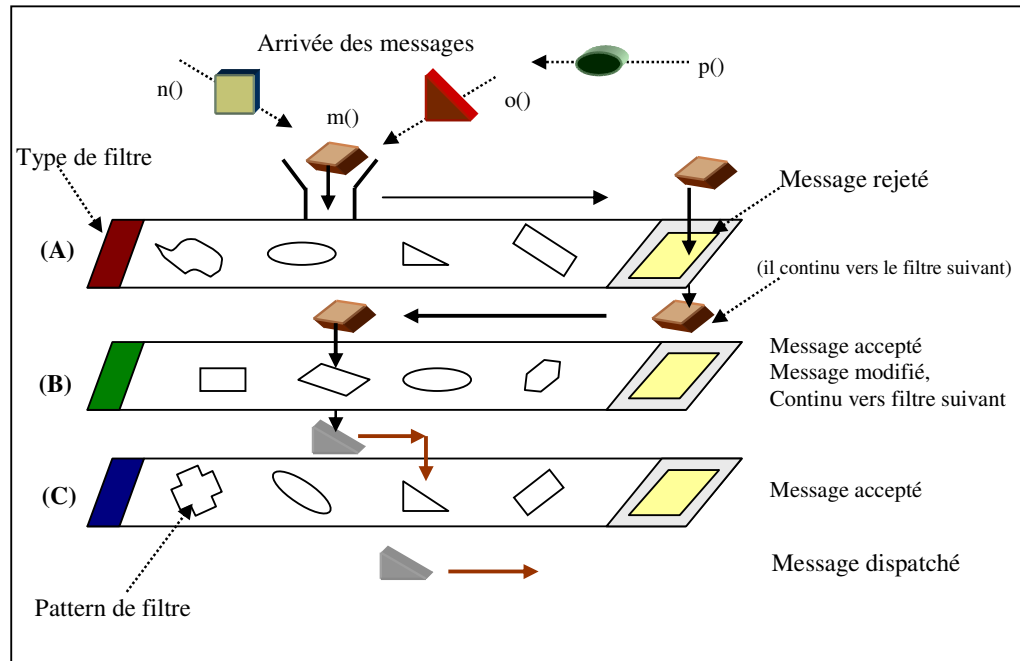 Arrivée des messages
p()
n()
o()
m()
Type de filtre
Message rejeté
(A)
(il continu vers le filtre suivant)
(B)
Message accepté
Message modifié,
Continu vers filtre suivant
(C)
Message accepté
Message dispatché
Pattern de filtre